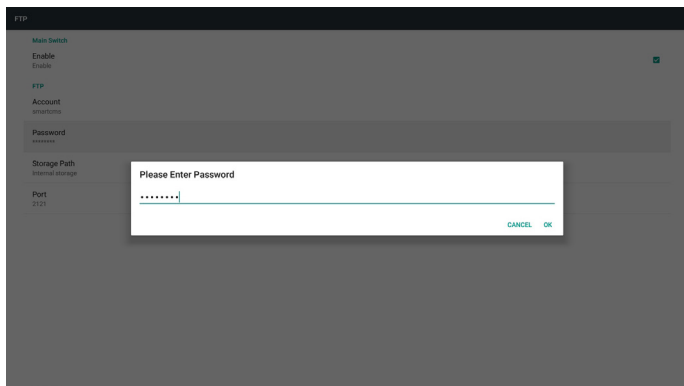 FTP
Main Switch
Enable
Enable
FTP
Account
smartcms
Password
********
Storage Path
Internal storage
Port
2121
Please Enter Password
••••••••
CANCEL OK